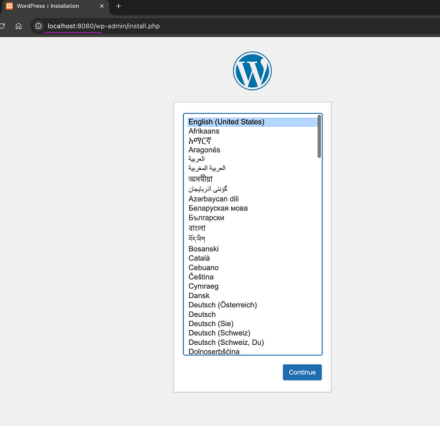 WordPress › Installation
localhost:8080/wp-admin/install.php
English (United States)
Afrikaans
አማርኛ
Aragonés
العربية
العربية المغربية
অসমীয়া
گؤنئی آذربایجان
Azərbaycan dili
Беларуская мова
Български
বাংলা
བོད་ཡིག
Bosanski
Català
Cebuano
Čeština
Cymraeg
Dansk
Deutsch (Österreich)
Deutsch
Deutsch (Sie)
Deutsch (Schweiz)
Deutsch (Schweiz, Du)
Dolnoserbšćina
Continue